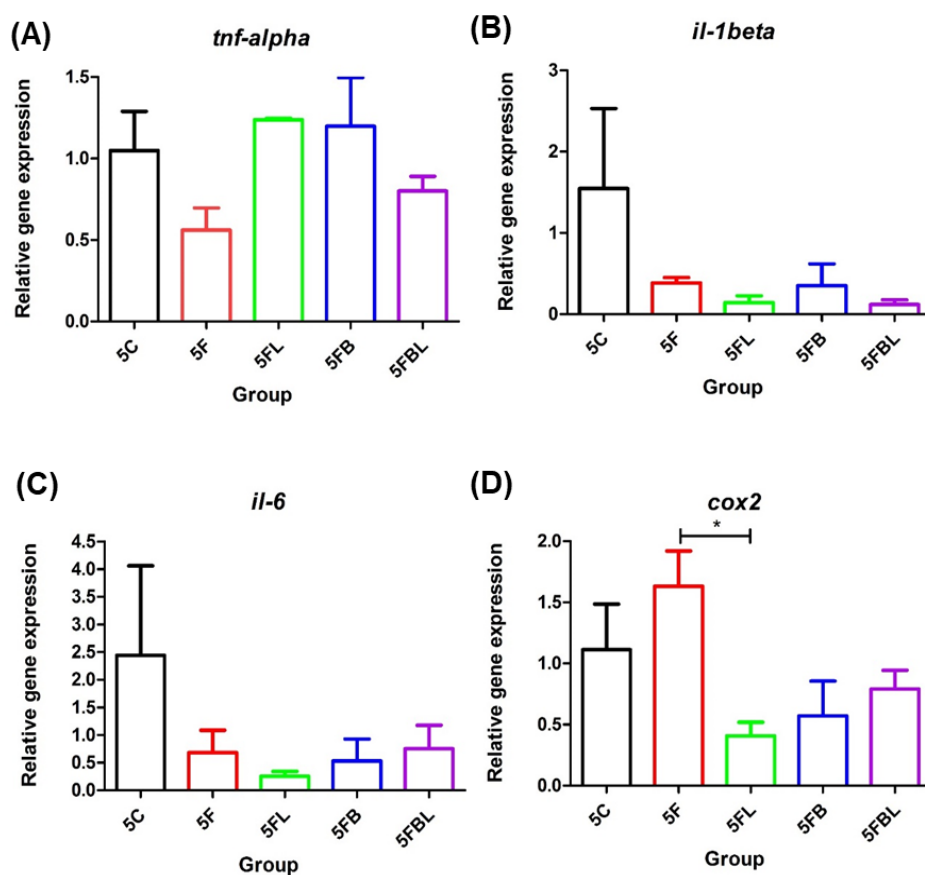 (A)
tnf-alpha
Relative gene expression
1.5
1.0
0.5
0.0
5C 5F 5FL 5FB 5FBL
Group
(B)
il-1beta
Relative gene expression
3
2
1
0
5C 5F 5FL 5FB 5FBL
Group
(C)
il-6
Relative gene expression
4.5
4.0
3.5
3.0
2.5
2.0
1.5
1.0
0.5
0.0
5C 5F 5FL 5FB 5FBL
Group
(D)
cox2
*
Relative gene expression
2.0
1.5
1.0
0.5
0.0
5C 5F 5FL 5FB 5FBL
Group